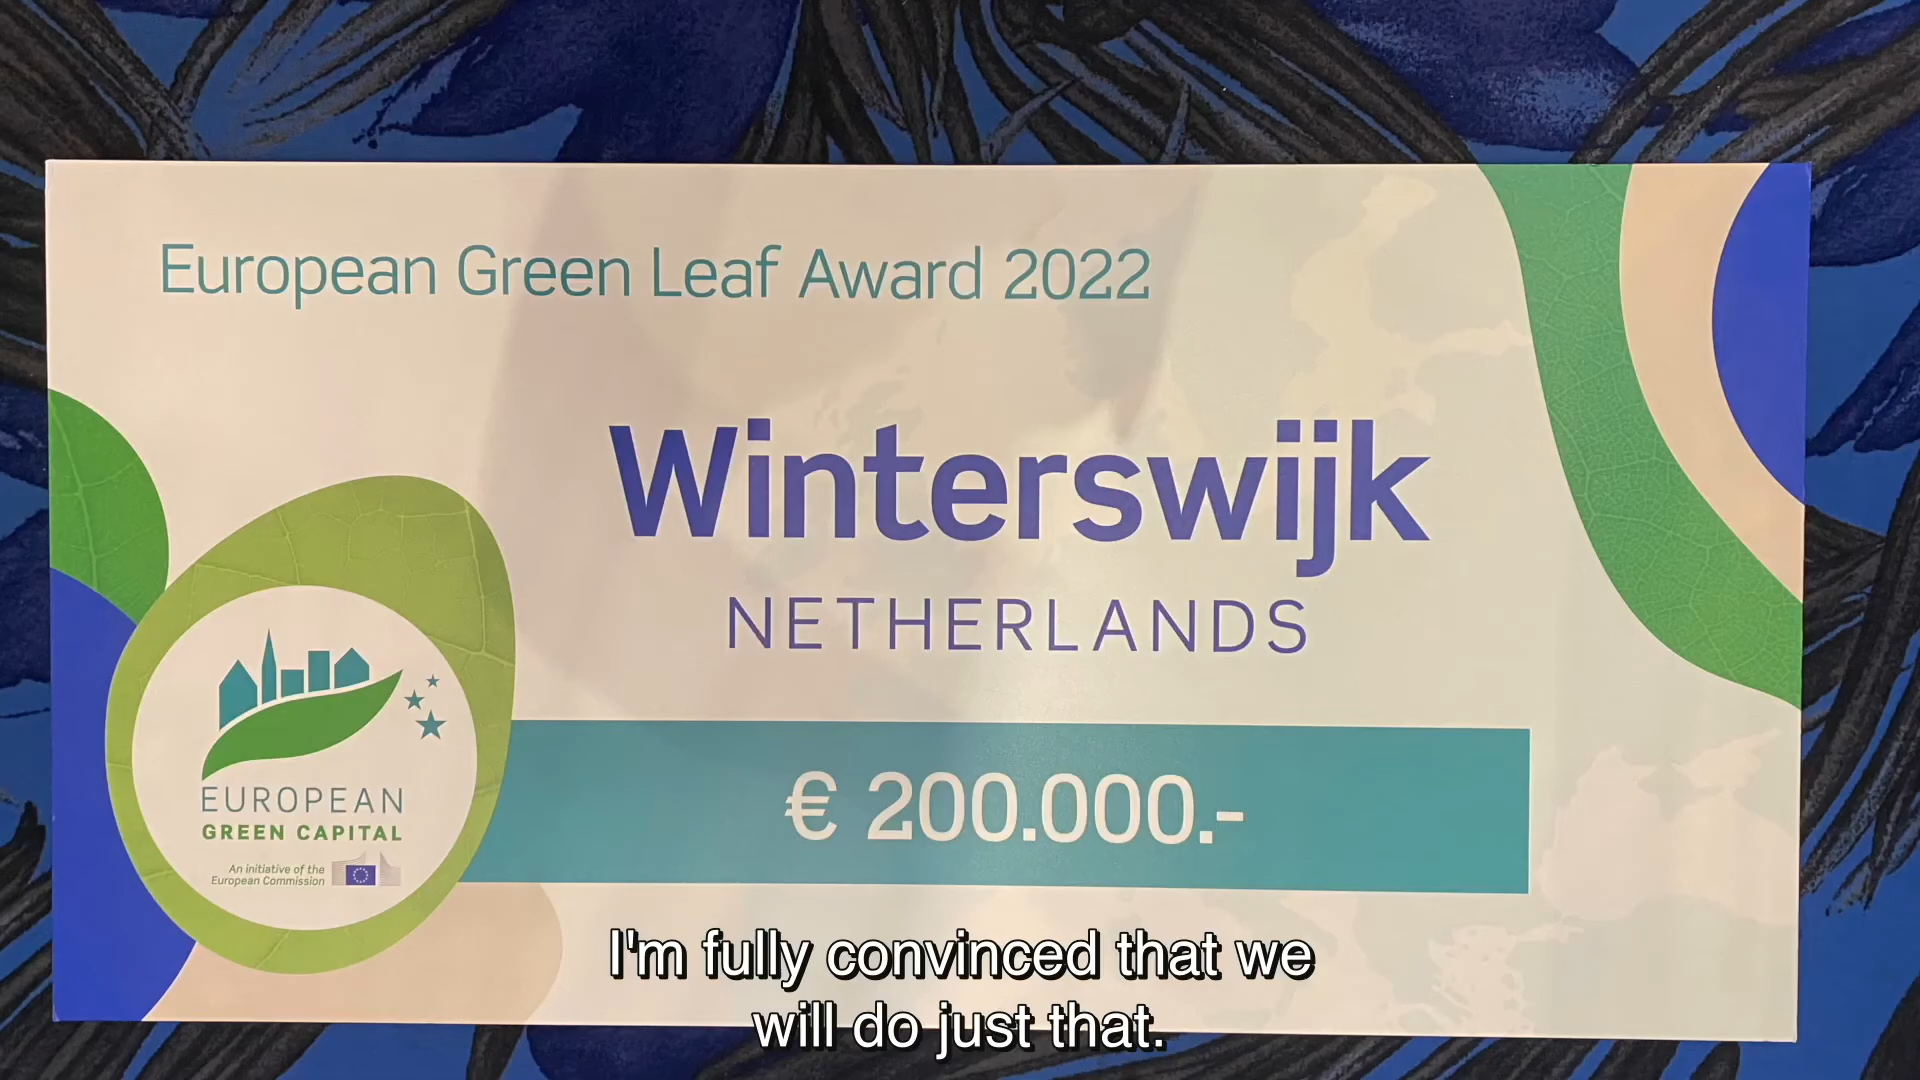 European Green Leaf Award 2022
Winterswijk
NETHERLANDS
€ 200.000.-
EUROPEAN
GREEN CAPITAL
An initiative of the
European Commission
I'm fully convinced that we
will do just that.